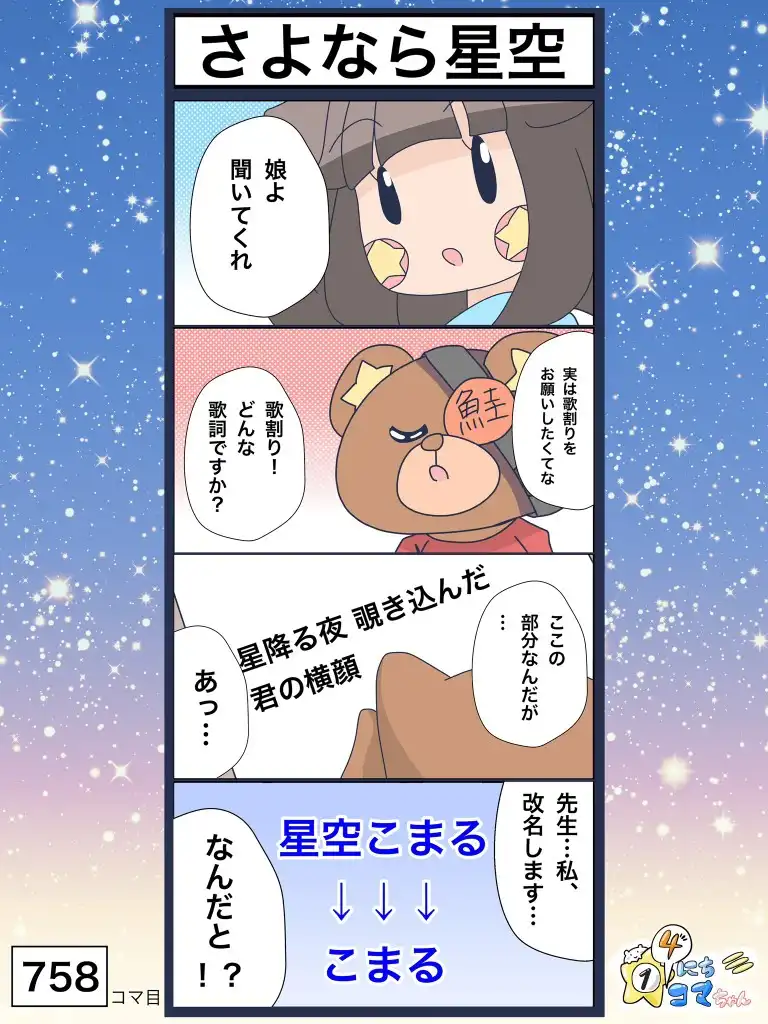 さよなら星空
娘よ
聞いてくれ
実は歌割りを
お願いしたくてな
鮭
歌割り!
どんな
歌詞ですか?
ここの
部分なんだが
…
星降る夜 覗き込んだ
君の横顔
あっ…
先生…私、
改名します…
星空こまる
↓↓↓
こまる
なんだと
!?
758
コマ目
1
4
にち
コマ
ちゃん